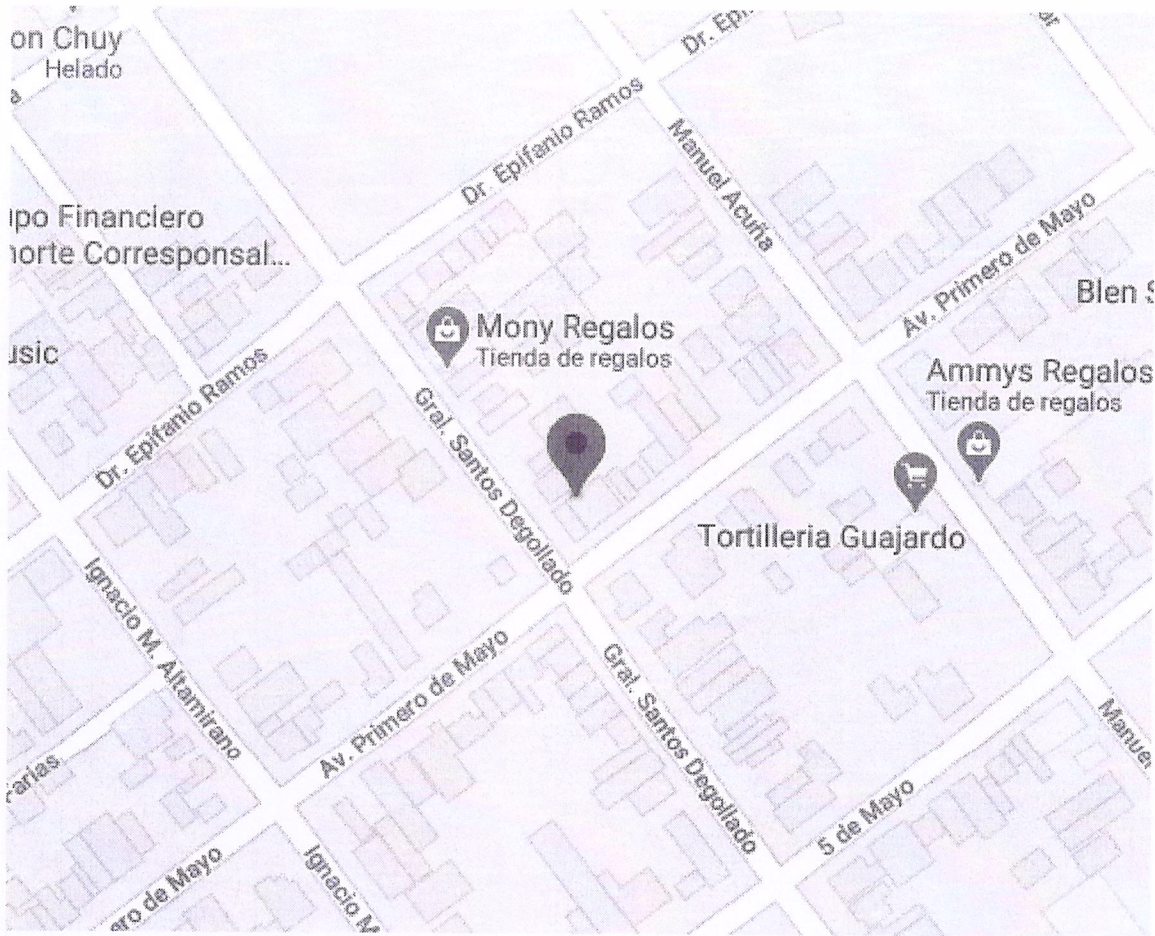 on Chuy
Helado
Dr. Epifanio Ramos
Manuel Acuña
Av. Primero de Mayo
upo Financiero
norte Corresponsal...
Blen S
Mony Regalos
Tienda de regalos
usic
Ammys Regalos
Tienda de regalos
Dr. Epifanio Ramos
Gral. Santos Degollado
Tortilleria Guajardo
Ignacio M. Altamirano
Av. Primero de Mayo
Gral. Santos Degollado
Manuel
Farias
5 de Mayo
ero de Mayo
Ignacio M